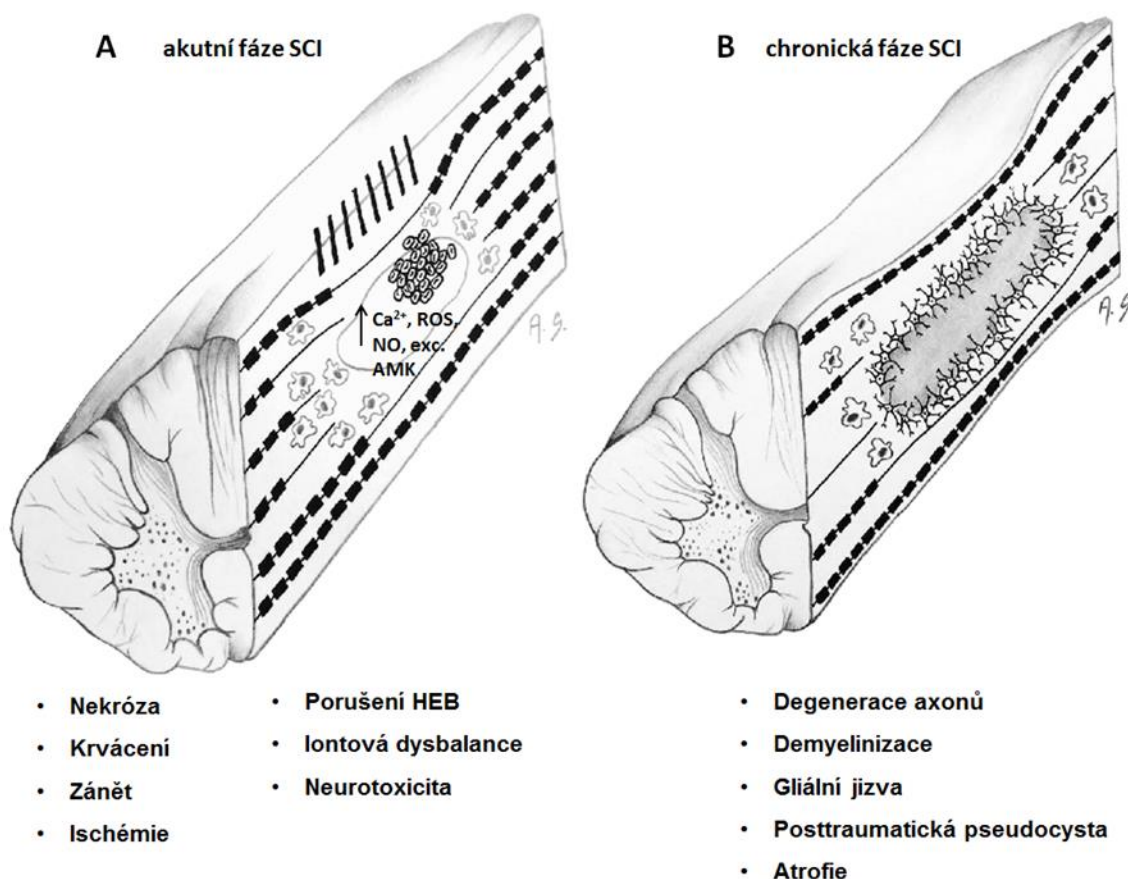 A akutní fáze SCI
B chronická fáze SCI
Ca²⁺, ROS,
NO, exc.
AMK
A. S.
A. S.
• Nekróza
• Krvácení
• Zánět
• Ischémie
• Porušení HEB
• Iontová dysbalance
• Neurotoxicita
• Degenerace axonů
• Demyelinizace
• Gliální jizva
• Posttraumatická pseudocysta
• Atrofie